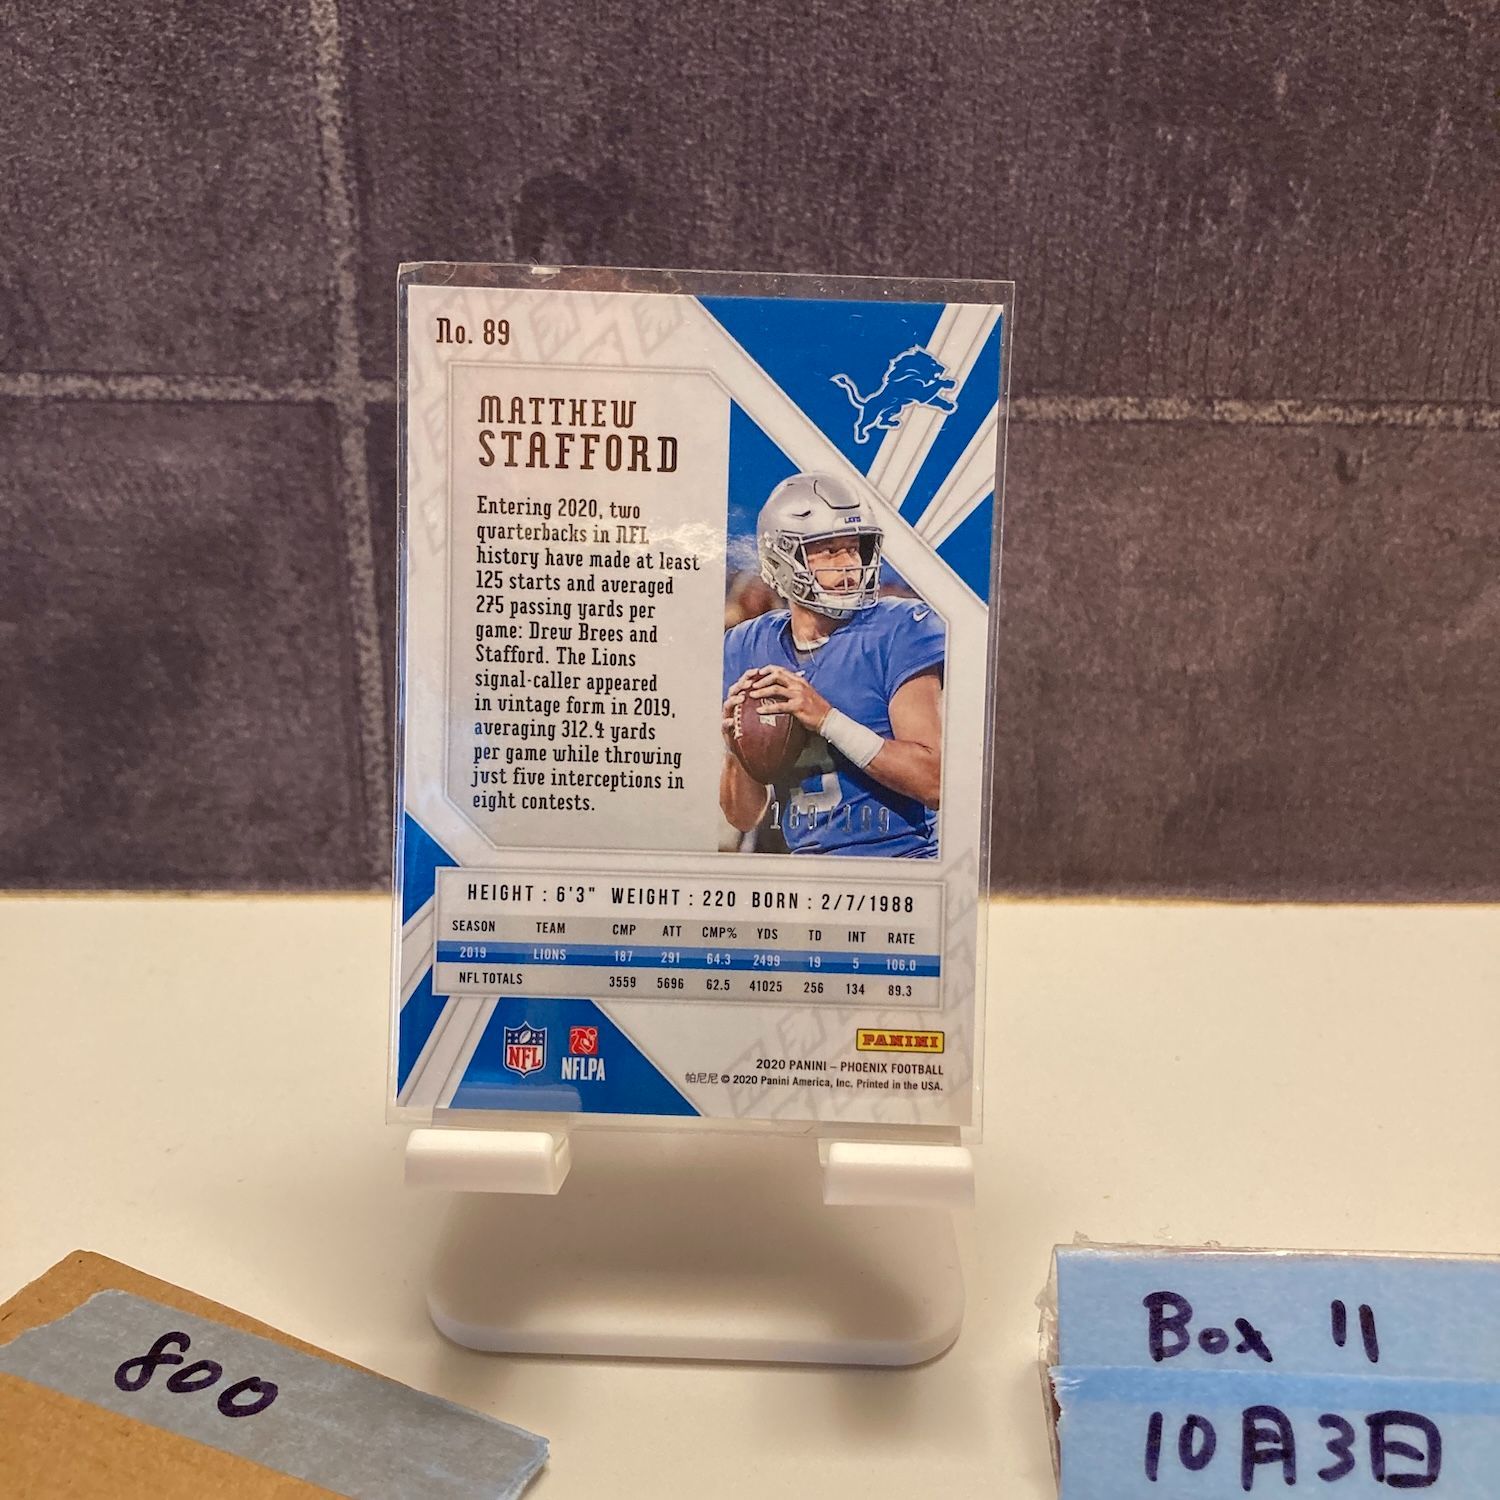 No. 89
MATTHEW
STAFFORD
Entering 2020, two
quarterbacks in NFL
history have made at least
125 starts and averaged
275 passing yards per
game: Drew Brees and
Stafford. The Lions
signal-caller appeared
in vintage form in 2019,
averaging 312.4 yards
per game while throwing
just five interceptions in
eight contests.
LIONS
189/199
HEIGHT : 6'3" WEIGHT : 220 BORN : 2/7/1988
SEASON TEAM CMP ATT CMP% YDS TD INT RATE
2019 LIONS 187 291 64.3 2499 19 5 106.0
NFL TOTALS 3559 5696 62.5 41025 256 134 89.3
NFL
NFLPA
PANINI
2020 PANINI – PHOENIX FOOTBALL
帕尼尼 © 2020 Panini America, Inc. Printed in the USA.
800
Box 11
10月3日